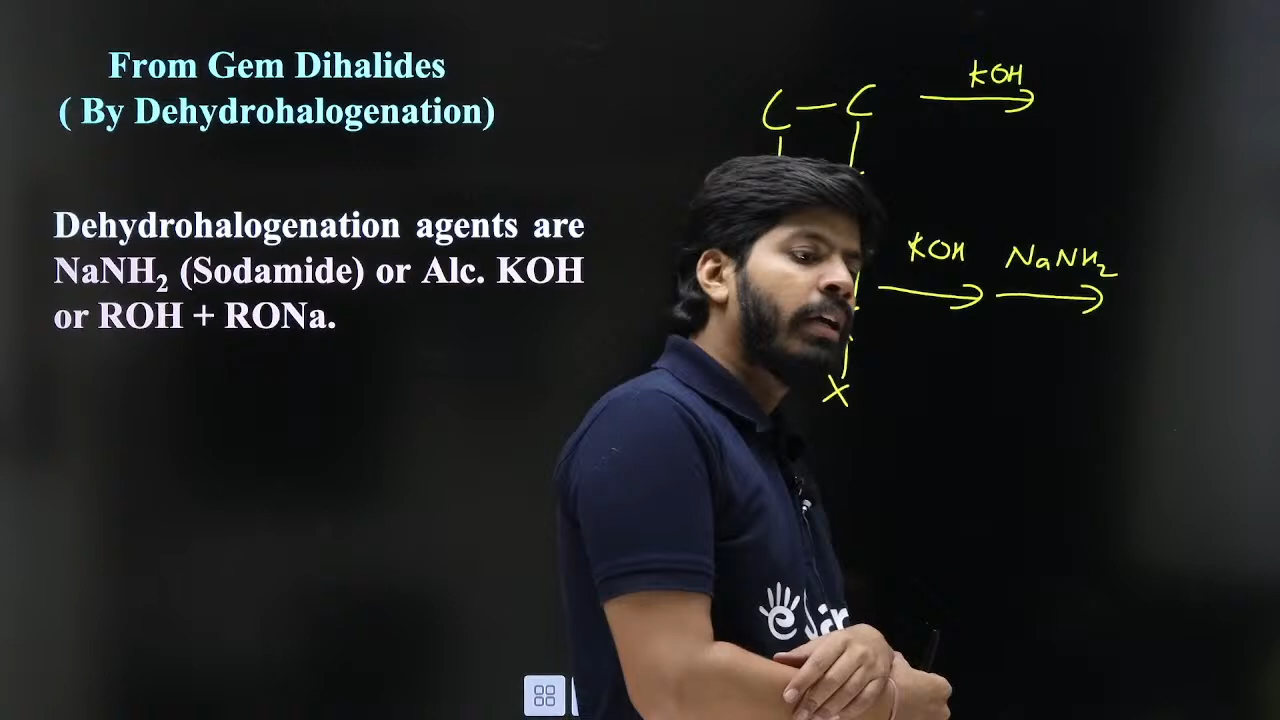 From Gem Dihalides
( By Dehydrohalogenation)
Dehydrohalogenation agents are
NaNH₂ (Sodamide) or Alc. KOH
or ROH + RONa.
C — C KOH
KOH NaNH₂
X
e